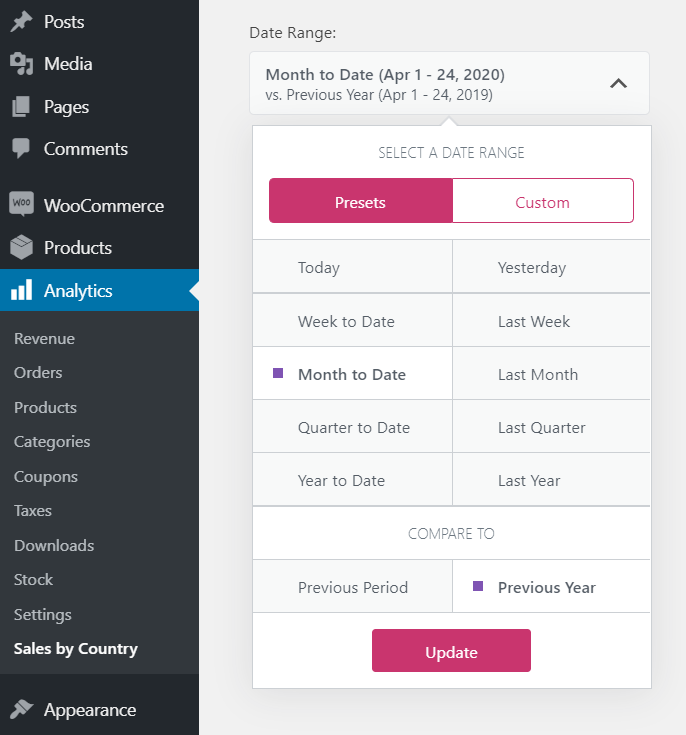 Posts
Media
Pages
Comments
WOO
WooCommerce
Products
Analytics
Revenue
Orders
Products
Categories
Coupons
Taxes
Downloads
Stock
Settings
Sales by Country
Appearance
Date Range:
Month to Date (Apr 1 - 24, 2020)
vs. Previous Year (Apr 1 - 24, 2019)
SELECT A DATE RANGE
Presets Custom
Today Yesterday
Week to Date Last Week
Month to Date Last Month
Quarter to Date Last Quarter
Year to Date Last Year
COMPARE TO
Previous Period Previous Year
Update